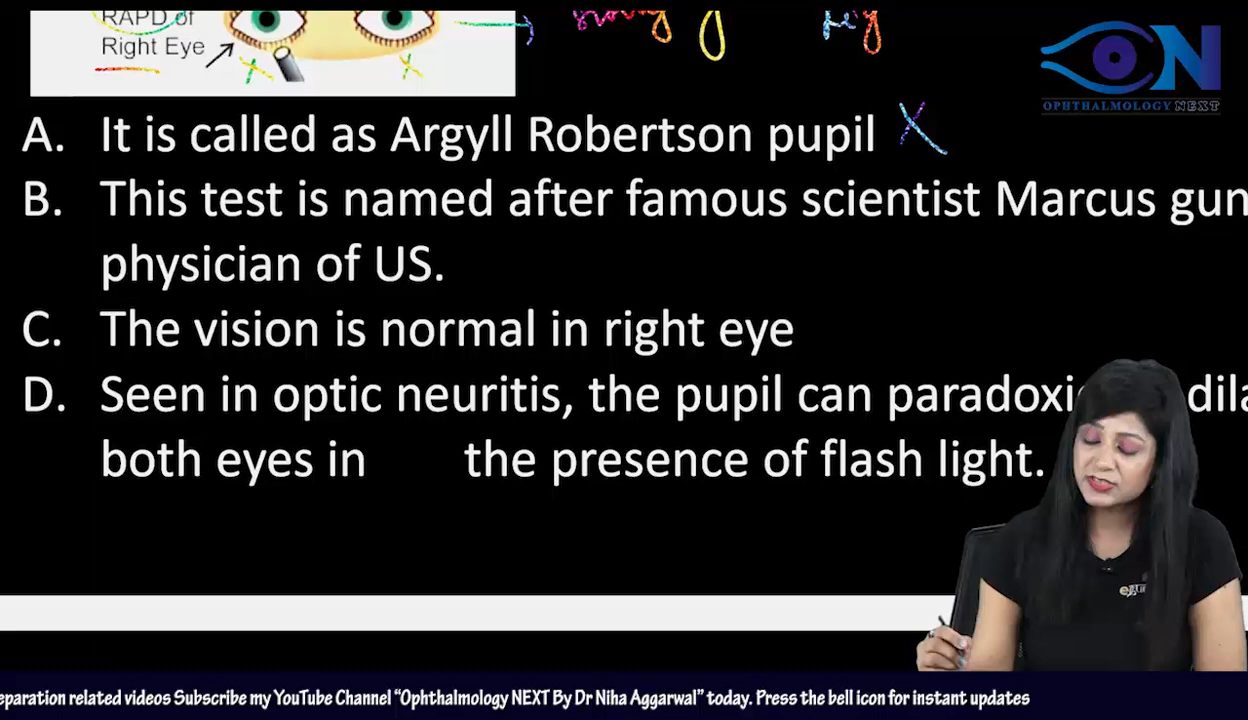 RAPD of
Right Eye
ON
OPHTHALMOLOGY NEXT
A. It is called as Argyll Robertson pupil X
B. This test is named after famous scientist Marcus gun
physician of US.
C. The vision is normal in right eye
D. Seen in optic neuritis, the pupil can paradoxic dila
both eyes in the presence of flash light.
eparation related videos Subscribe my YouTube Channel “Ophthalmology NEXT By Dr Niha Aggarwal” today. Press the bell icon for instant updates